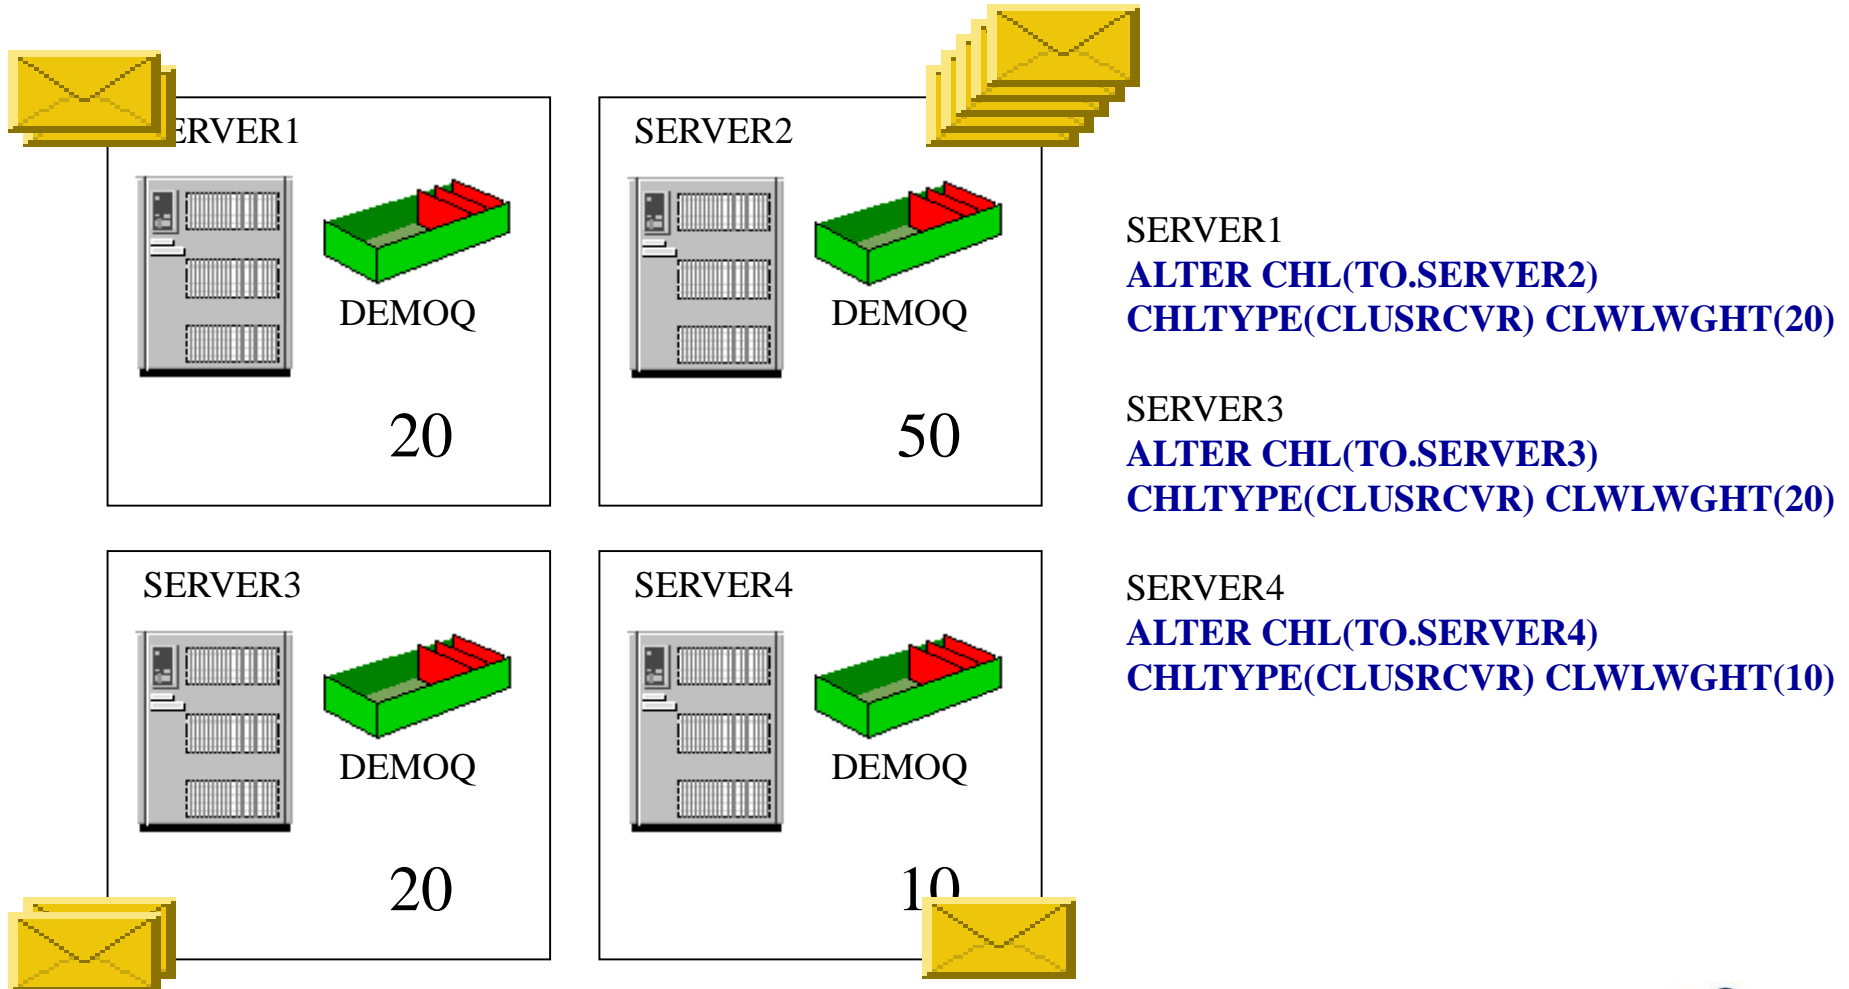 ERVER1
SERVER2
DEMOQ
DEMOQ
20
50
SERVER3
SERVER4
DEMOQ
DEMOQ
20
10
SERVER1
ALTER CHL(TO.SERVER2)
CHLTYPE(CLUSRCVR) CLWLWGHT(20)
SERVER3
ALTER CHL(TO.SERVER3)
CHLTYPE(CLUSRCVR) CLWLWGHT(20)
SERVER4
ALTER CHL(TO.SERVER4)
CHLTYPE(CLUSRCVR) CLWLWGHT(10)